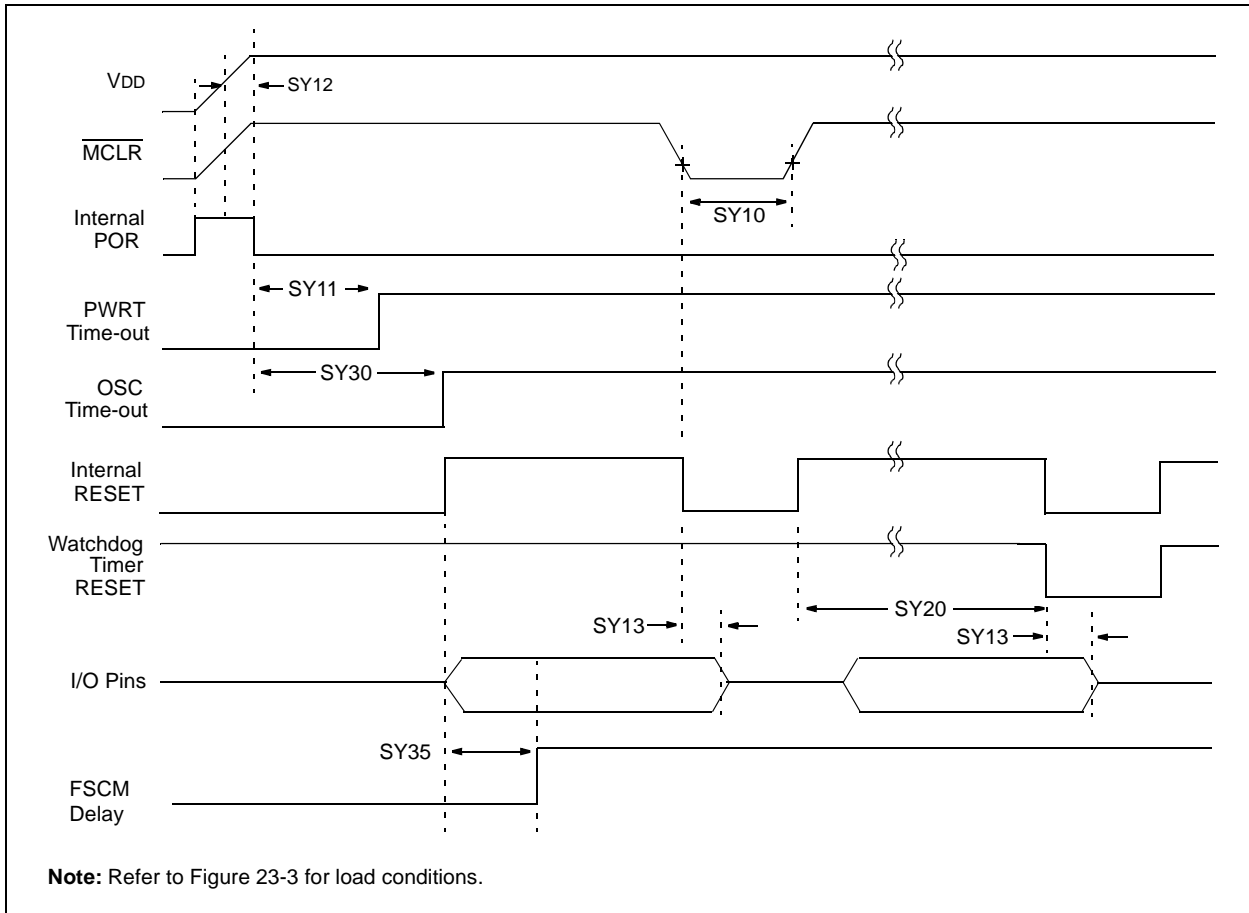 VDD
SY12
MCLR
SY10
Internal
POR
SY11
PWRT
Time-out
SY30
OSC
Time-out
Internal
RESET
Watchdog
Timer
RESET
SY20
SY13
SY13
I/O Pins
SY35
FSCM
Delay
Note: Refer to Figure 23-3 for load conditions.